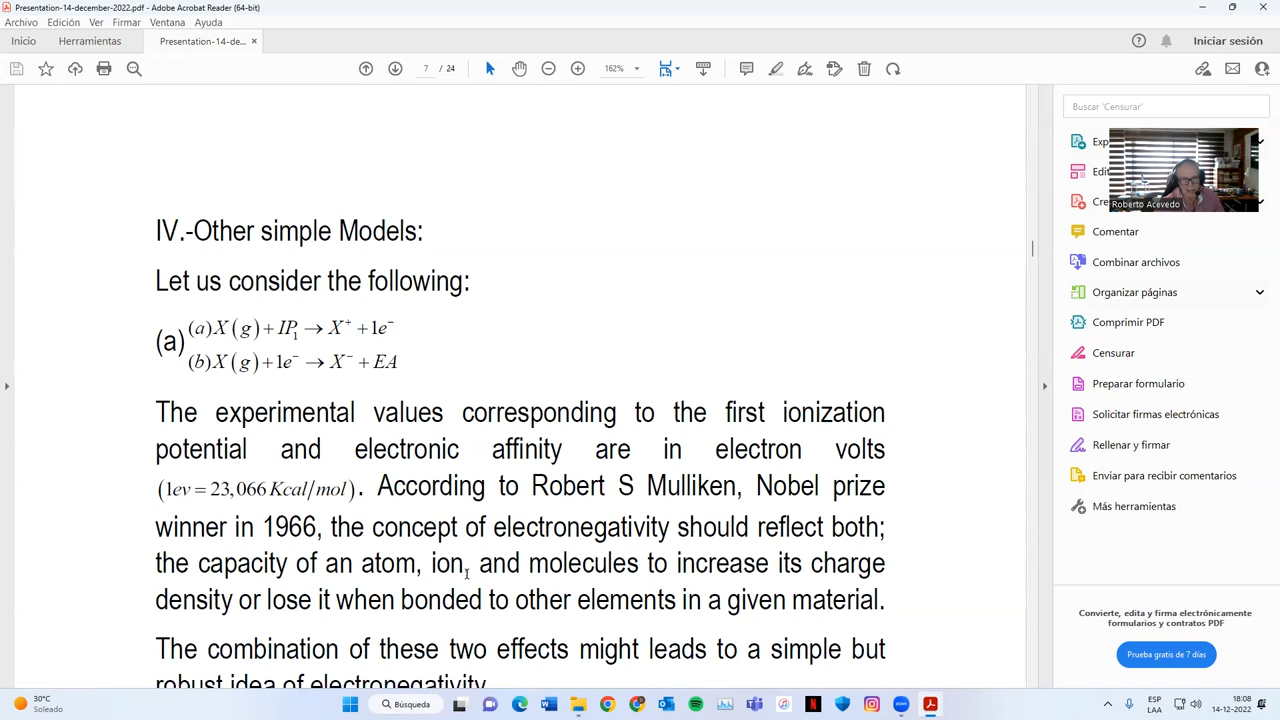 Presentation-14-december-2022.pdf - Adobe Acrobat Reader (64-bit)
Archivo Edición Ver Firmar Ventana Ayuda
Inicio Herramientas Presentation-14-de... × Iniciar sesión
7 / 24 162%
Buscar 'Censurar'
Exp
Edi
Cre
Roberto Acevedo
Comentar
Combinar archivos
Organizar páginas
Comprimir PDF
Censurar
Preparar formulario
Solicitar firmas electrónicas
Rellenar y firmar
Enviar para recibir comentarios
Más herramientas
Convierte, edita y firma electrónicamente
formularios y contratos PDF
Prueba gratis de 7 días
IV.-Other simple Models:
Let us consider the following:
(a) (a) X(g) + IP₁ → X⁺ + 1e⁻
(b) X(g) + 1e⁻ → X⁻ + EA
The experimental values corresponding to the first ionization
potential and electronic affinity are in electron volts
(1ev = 23,066 Kcal/mol). According to Robert S Mulliken, Nobel prize
winner in 1966, the concept of electronegativity should reflect both;
the capacity of an atom, ion, and molecules to increase its charge
density or lose it when bonded to other elements in a given material.
The combination of these two effects might leads to a simple but
robust idea of electronegativity.
30°C
Soleado
Búsqueda
ESP
LAA
18:08
14-12-2022